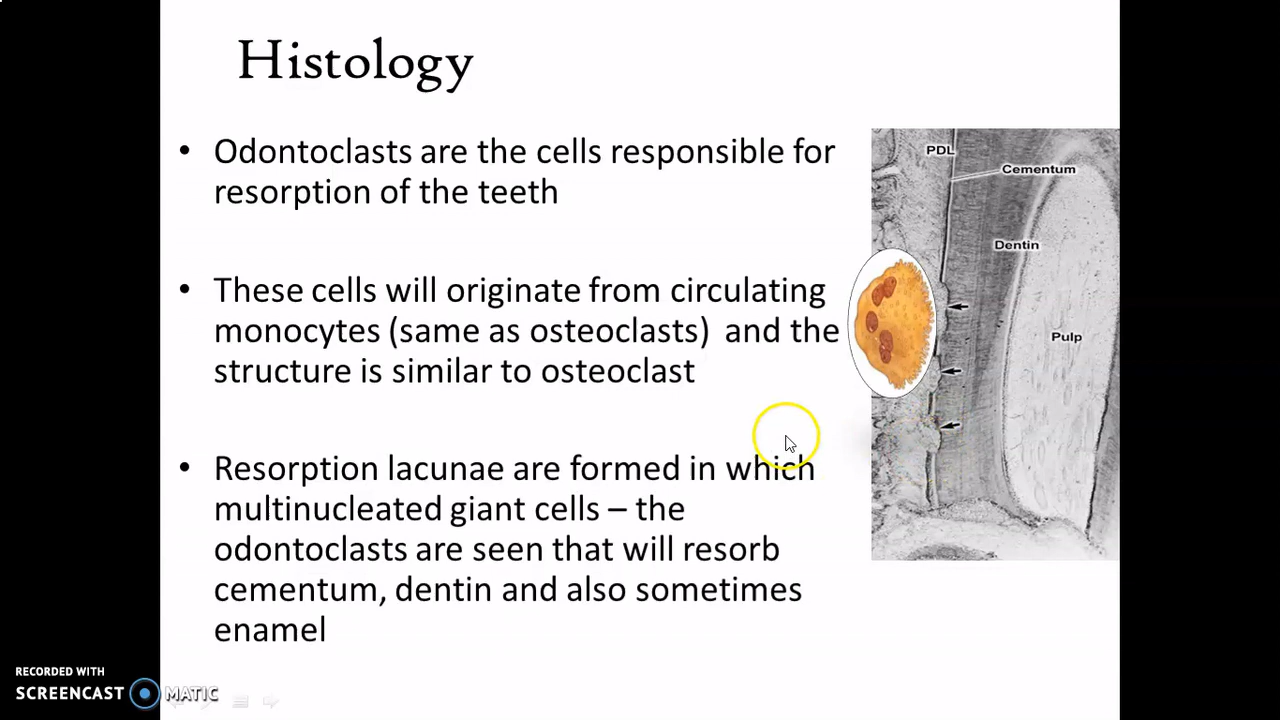 Histology
• Odontoclasts are the cells responsible for
resorption of the teeth
• These cells will originate from circulating
monocytes (same as osteoclasts) and the
structure is similar to osteoclast
• Resorption lacunae are formed in which
multinucleated giant cells – the
odontoclasts are seen that will resorb
cementum, dentin and also sometimes
enamel
PDL
Cementum
Dentin
Pulp
RECORDED WITH
SCREENCAST MATIC